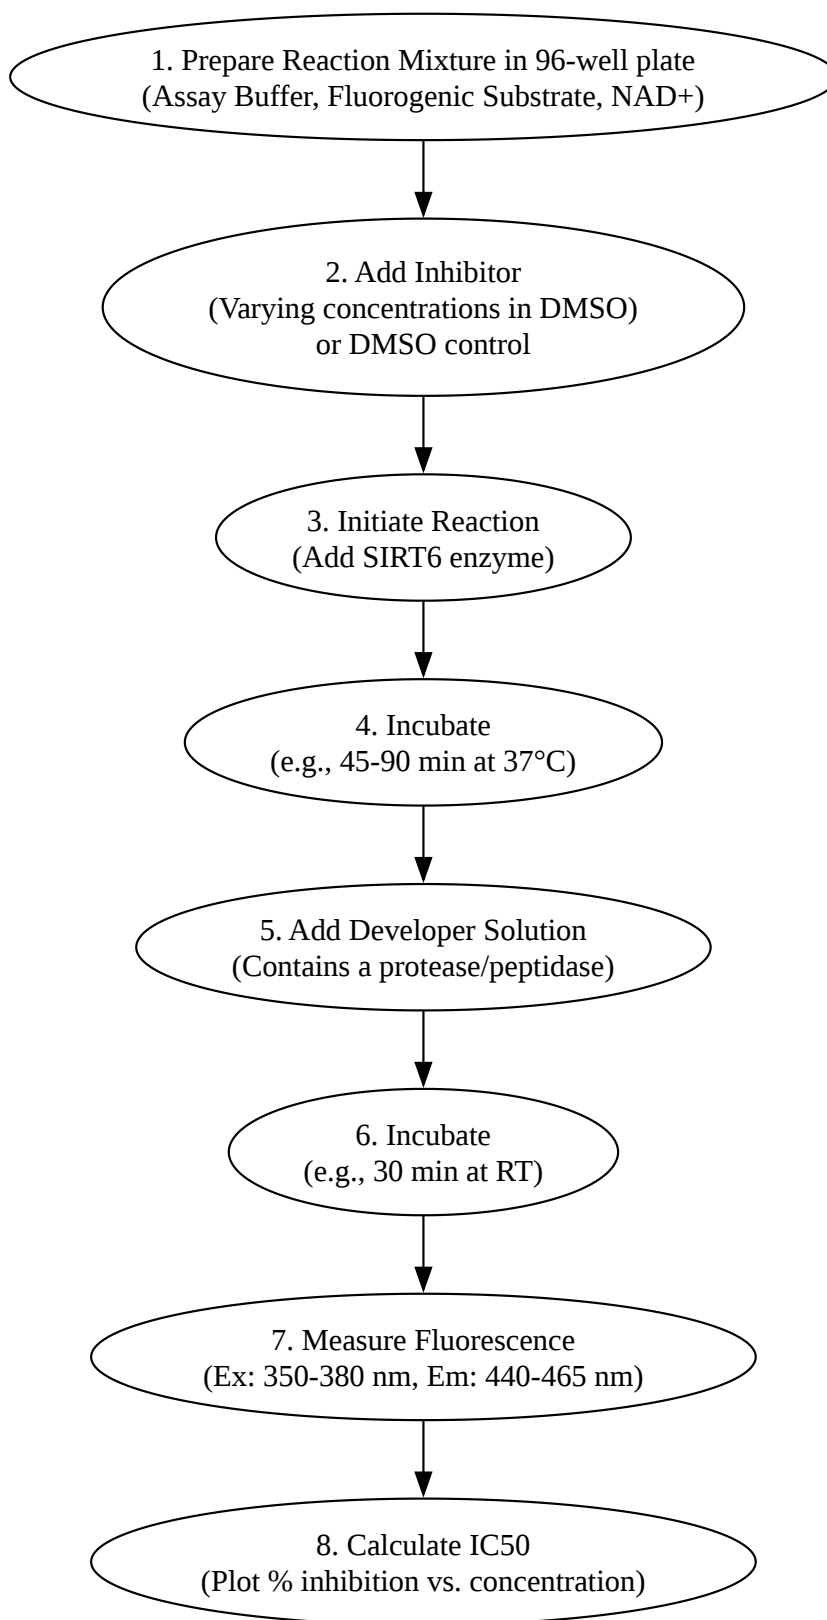 1. Prepare Reaction Mixture in 96-well plate
(Assay Buffer, Fluorogenic Substrate, NAD+)
2. Add Inhibitor
(Varying concentrations in DMSO)
or DMSO control
3. Initiate Reaction
(Add SIRT6 enzyme)
4. Incubate
(e.g., 45-90 min at 37°C)
5. Add Developer Solution
(Contains a protease/peptidase)
6. Incubate
(e.g., 30 min at RT)
7. Measure Fluorescence
(Ex: 350-380 nm, Em: 440-465 nm)
8. Calculate IC50
(Plot % inhibition vs. concentration)